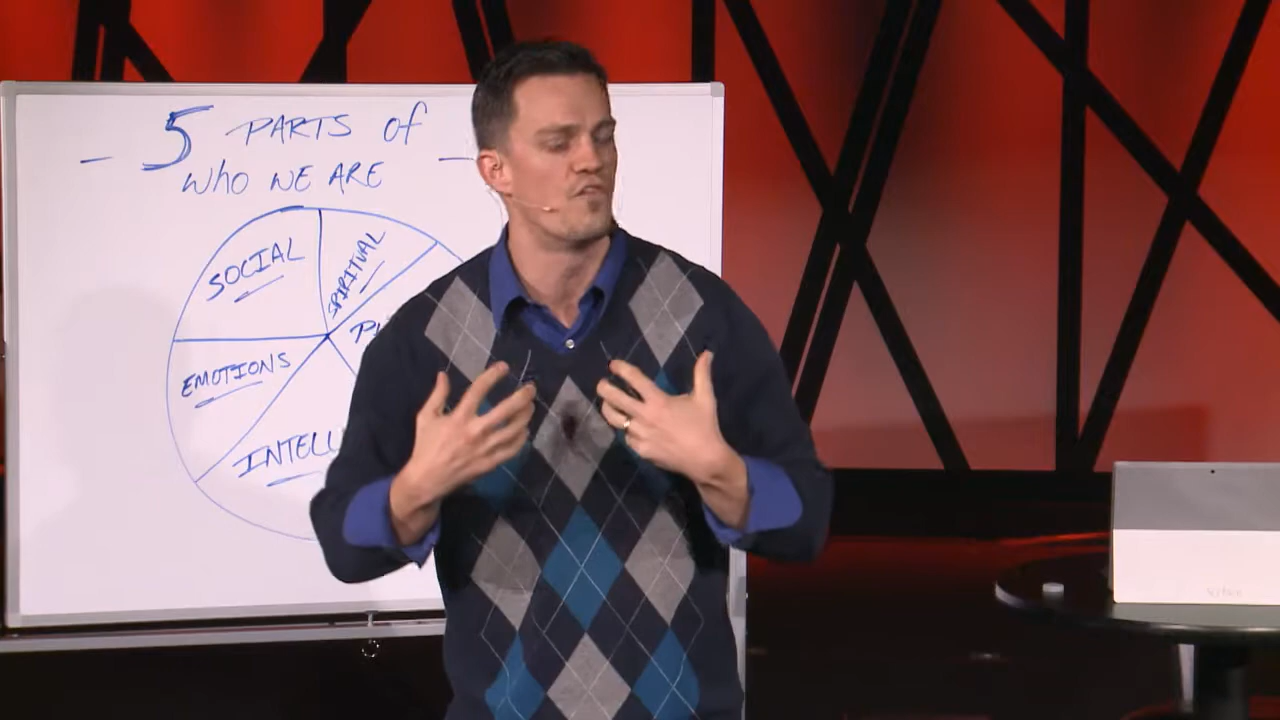 - 5 PARTS of -
who WE ARE
SOCIAL
SPIRITUAL
EMOTIONS